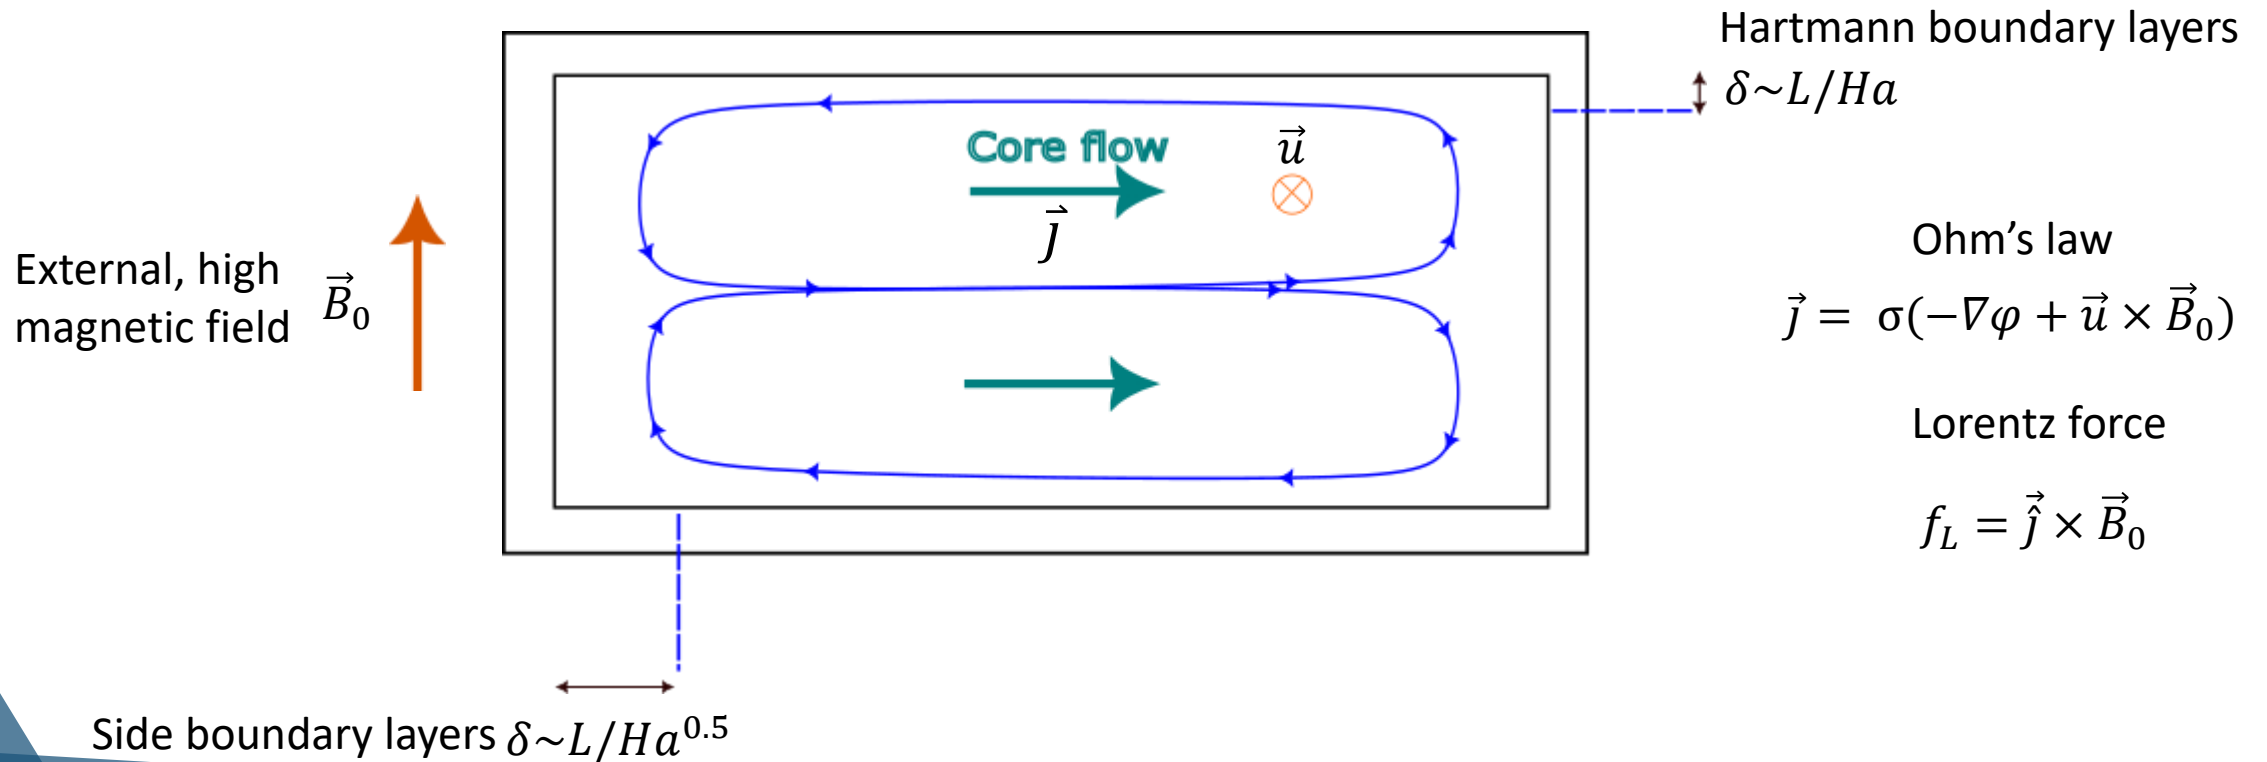 Hartmann boundary layers
δ~L/Ha
Core flow
u⃗
j⃗
External, high
magnetic field
B⃗₀
Ohm’s law
j⃗ = σ(−∇φ + u⃗ × B⃗₀)
Lorentz force
f_L = ĵ⃗ × B⃗₀
Side boundary layers δ~L/Ha^0.5